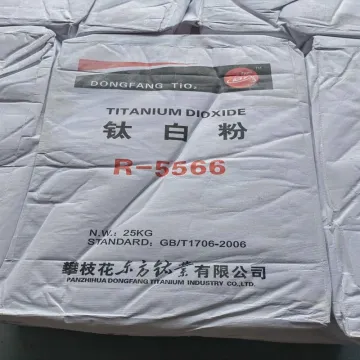 DONGFANG TIO₂
TITANIUM DIOXIDE
钛白粉
R-5566
N.W.: 25KG
STANDARD: GB/T1706-2006
攀枝花东方钛业有限公司
PANZHIHUA DONGFANG TITANIUM INDUSTRY CO.,LTD.